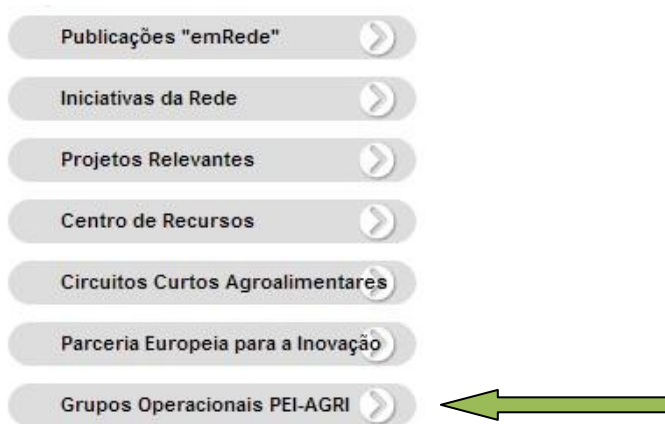 Publicações "emRede"
Iniciativas da Rede
Projetos Relevantes
Centro de Recursos
Circuitos Curtos Agroalimentares
Parceria Europeia para a Inovação
Grupos Operacionais PEI-AGRI